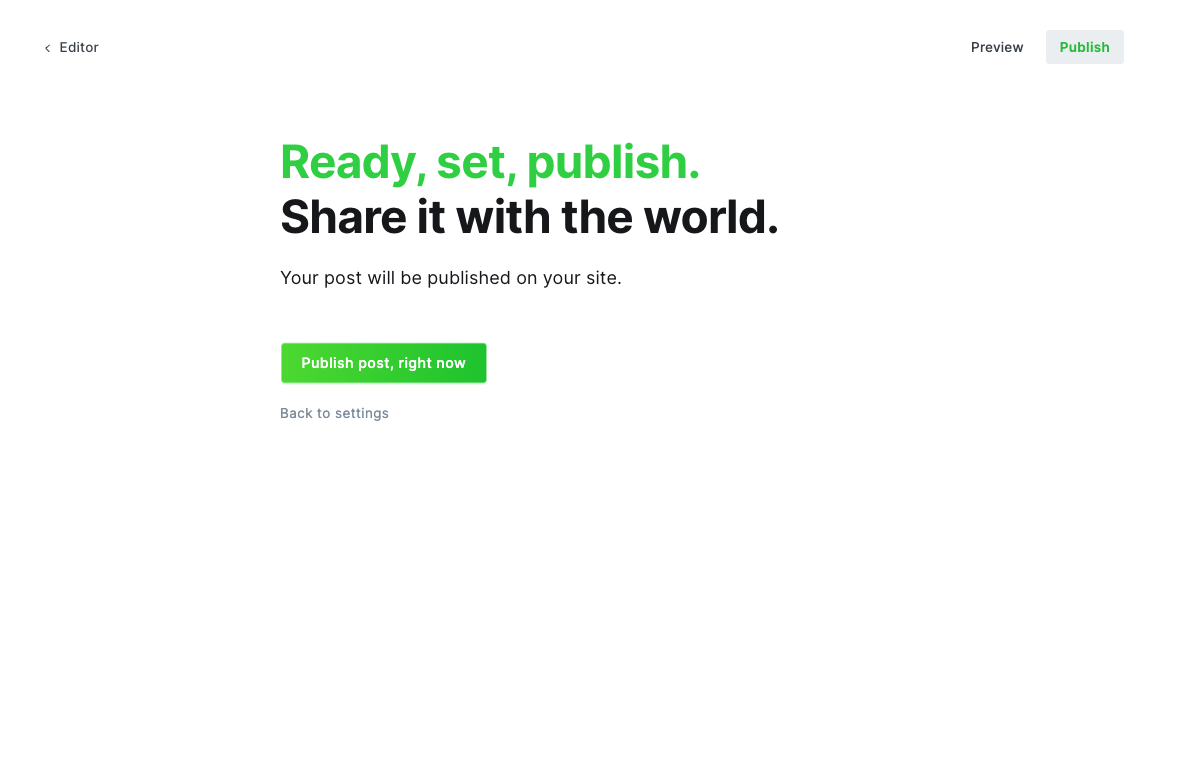 Editor
Preview
Publish
Ready, set, publish.
Share it with the world.
Your post will be published on your site.
Publish post, right now
Back to settings